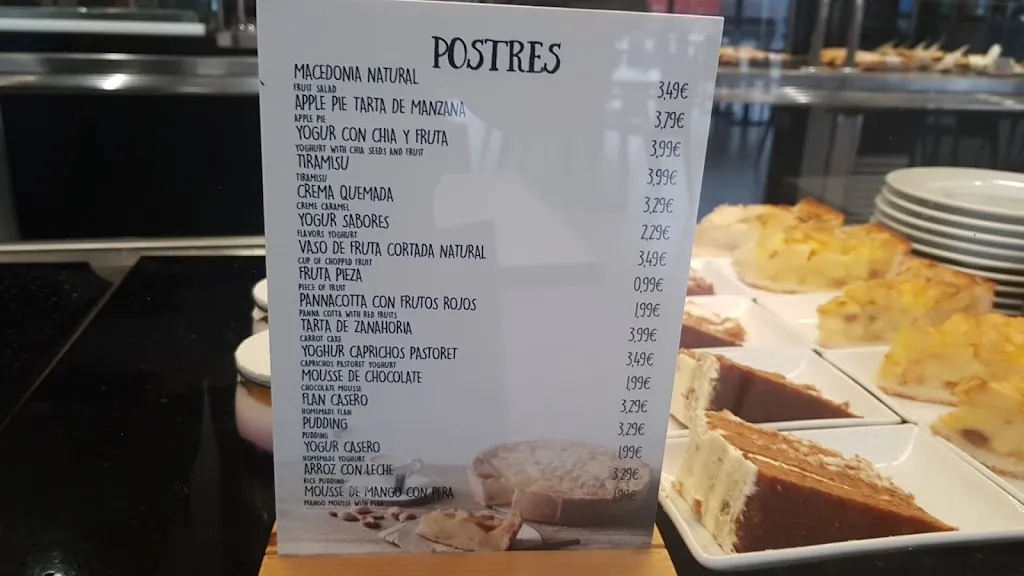 POSTRES
MACEDONIA NATURAL 3,49€
FRUIT SALAD
APPLE PIE TARTA DE MANZANA 3,79€
APPLE PIE
YOGUR CON CHIA Y FRUTA 3,99€
YOGHURT WITH CHIA SEEDS AND FRUIT
TIRAMISU 3,99€
TIRAMISU
CREMA QUEMADA 3,29€
CREME CARAMEL
YOGUR SABORES 2,29€
FLAVORS YOGHURT
VASO DE FRUTA CORTADA NATURAL 3,49€
CUP OF CHOPPED FRUIT
FRUTA PIEZA 0,99€
PIECE OF FRUIT
PANNACOTTA CON FRUTOS ROJOS 1,99€
PANNA COTTA WITH RED FRUITS
TARTA DE ZANAHORIA 3,99€
CARROT CAKE
YOGHUR CAPRICHOS PASTORET 3,49€
CAPRICHOS PASTORET YOGHURT
MOUSSE DE CHOCOLATE 1,99€
CHOCOLATE MOUSSE
FLAN CASERO 3,29€
HOMEMADE FLAN
PUDDING 3,29€
PUDDING
YOGUR CASERO 1,99€
HOMEMADE YOGHURT
ARROZ CON LECHE 3,29€
RICE PUDDING
MOUSSE DE MANGO CON PERA 1,99€
MANGO MOUSSE WITH PERA